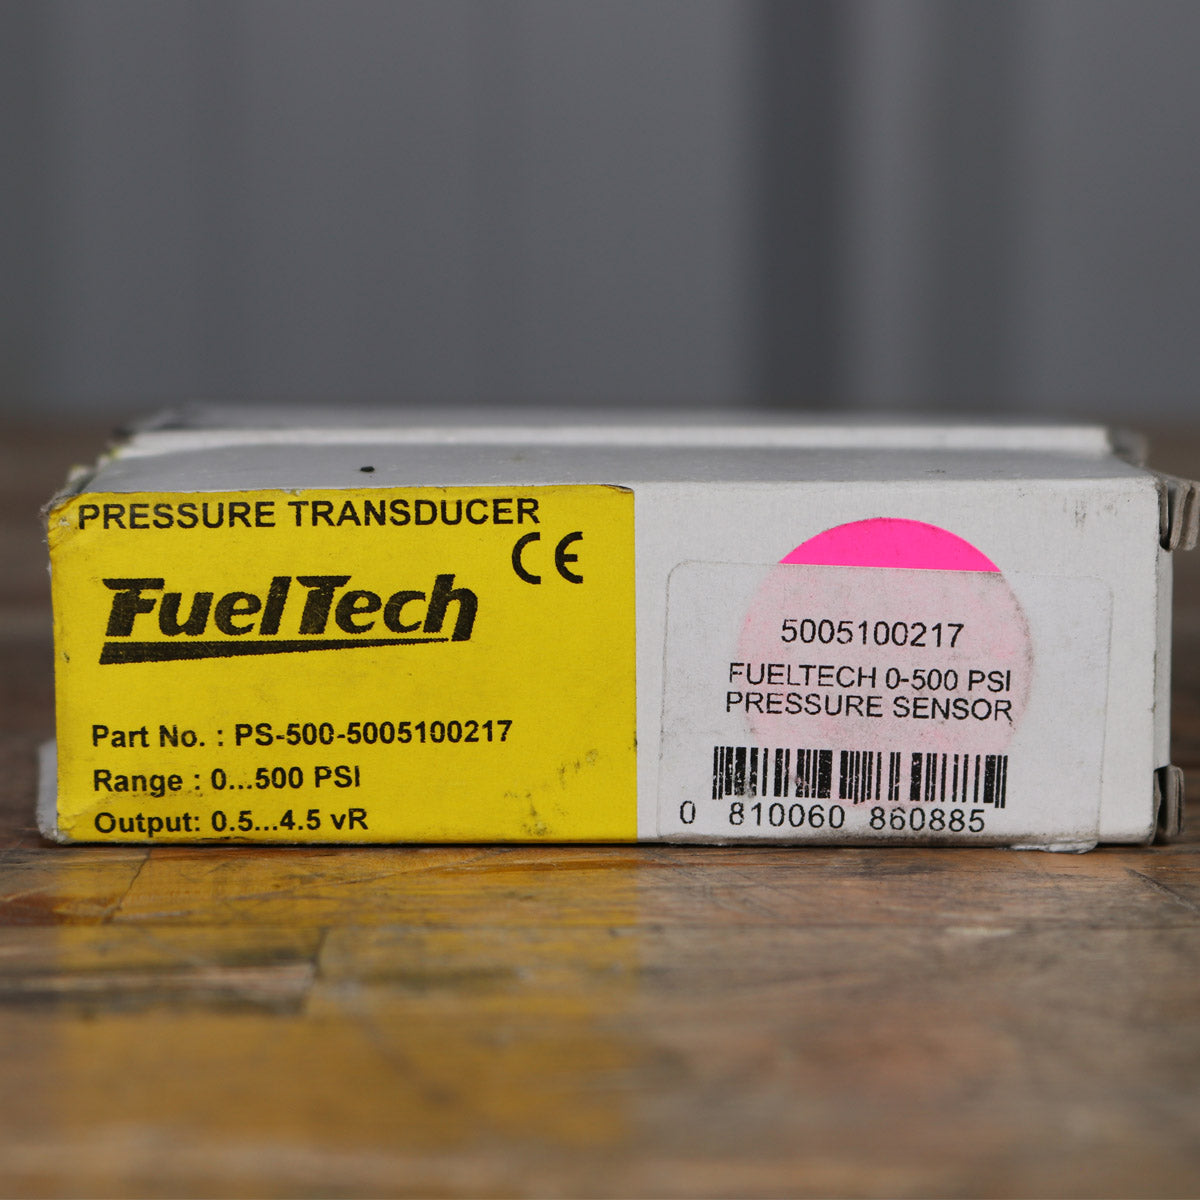 PRESSURE TRANSDUCER
CE
FuelTech
Part No. : PS-500-5005100217
Range : 0...500 PSI
Output: 0.5...4.5 vR
5005100217
FUELTECH 0-500 PSI
PRESSURE SENSOR
0 810060 860885